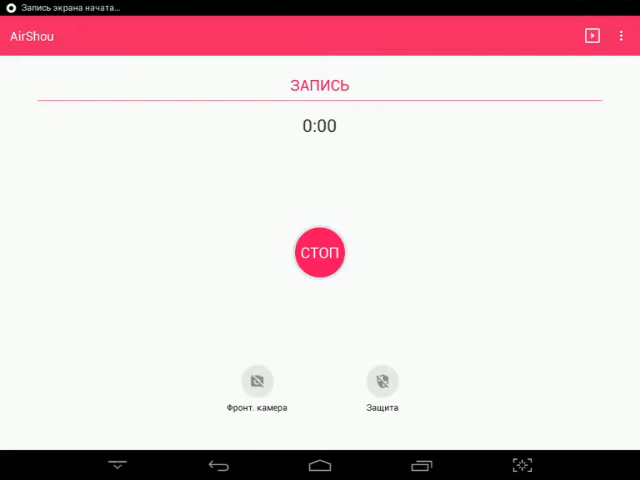 Запись экрана начата...
AirShou
ЗАПИСЬ
0:00
СТОП
Фронт. камера
Защита